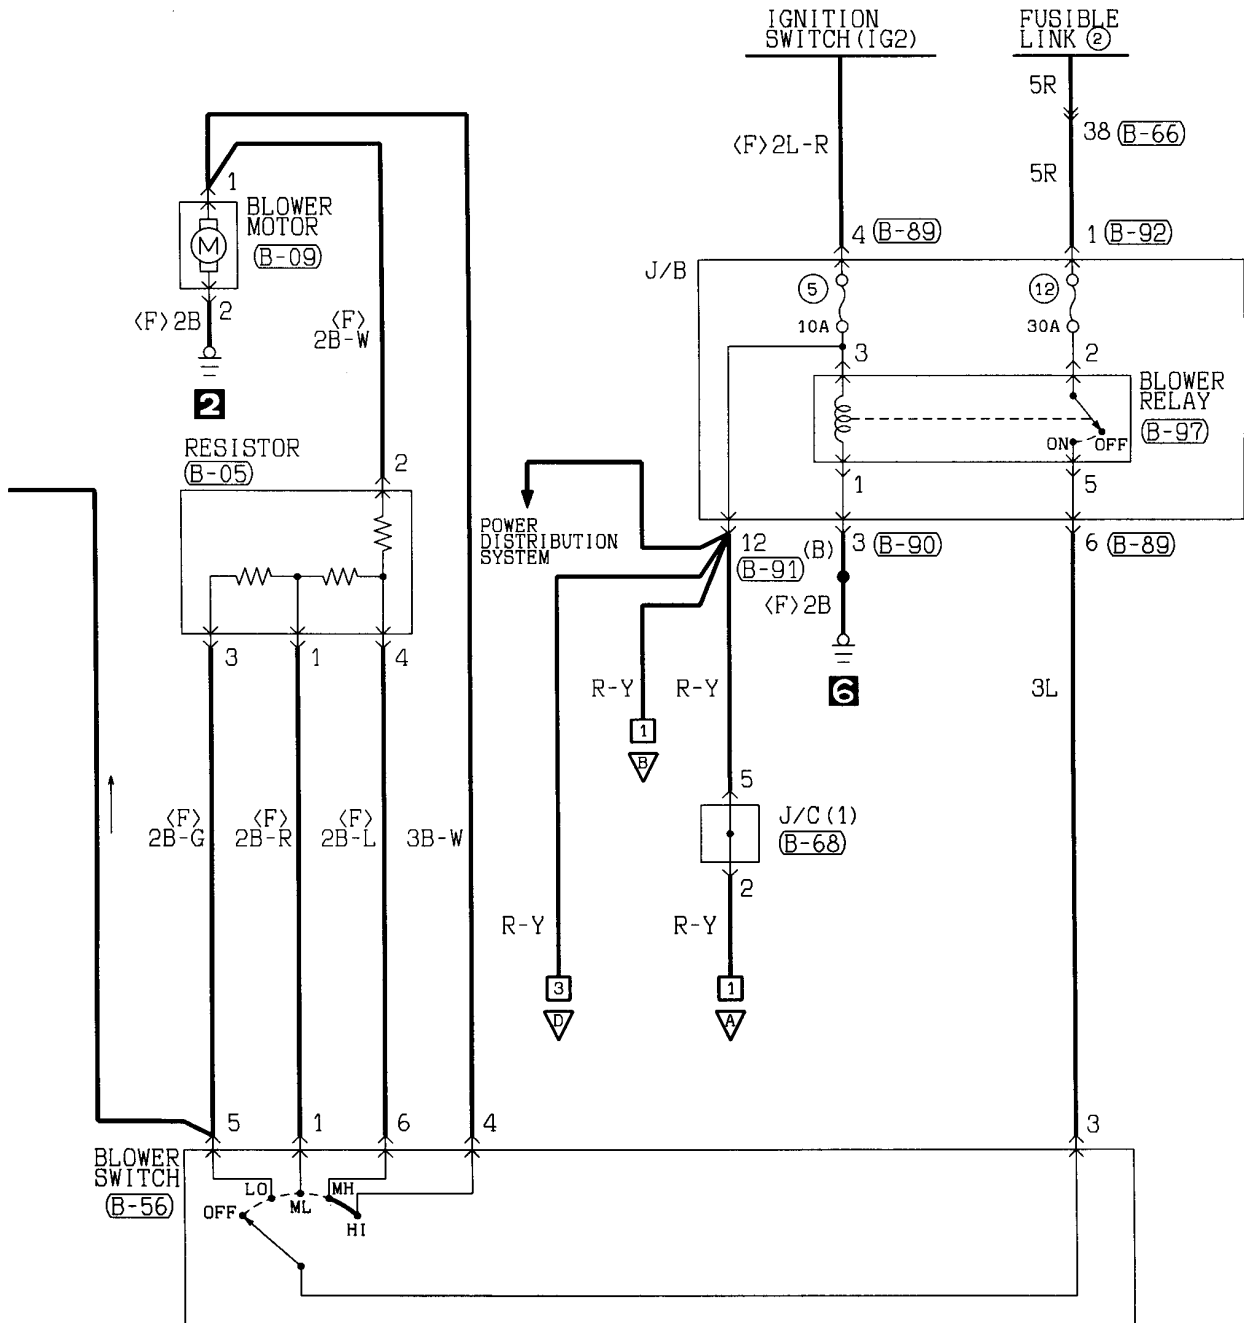 IGNITION
SWITCH(IG2)
FUSIBLE
LINK ②
5R
38 (B-66)
<F>2L-R
5R
1
BLOWER
MOTOR
(B-09)
4 (B-89)
1 (B-92)
J/B
5
12
<F>2B
2
<F>
2B-W
10A
30A
3
2
2
BLOWER
RELAY
(B-97)
ON
OFF
RESISTOR
(B-05)
2
1
5
POWER
DISTRIBUTION
SYSTEM
12
(B-91)
(B)
3 (B-90)
6 (B-89)
<F>2B
3
1
4
R-Y
R-Y
6
3L
1
B
5
J/C(1)
(B-68)
<F>
2B-G
<F>
2B-R
<F>
2B-L
3B-W
2
R-Y
R-Y
3
1
D
A
5
1
6
4
3
BLOWER
SWITCH
(B-56)
LO
ML
MH
OFF
HI